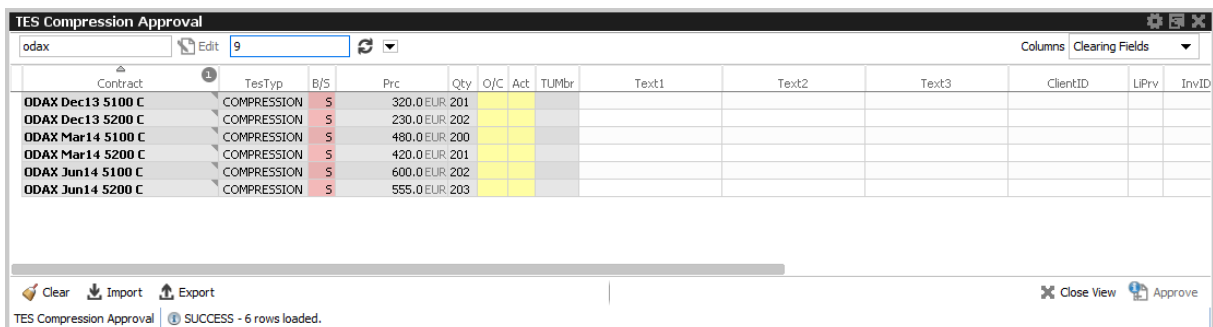 TES Compression Approval
odax Edit 9 Columns Clearing Fields
Contract 1 TesTyp B/S Prc Qty O/C Act TUMbr Text1 Text2 Text3 ClientID LiPrv InvID
ODAX Dec13 5100 C COMPRESSION S 320.0 EUR 201
ODAX Dec13 5200 C COMPRESSION S 230.0 EUR 202
ODAX Mar14 5100 C COMPRESSION S 480.0 EUR 200
ODAX Mar14 5200 C COMPRESSION S 420.0 EUR 201
ODAX Jun14 5100 C COMPRESSION S 600.0 EUR 202
ODAX Jun14 5200 C COMPRESSION S 555.0 EUR 203
Clear Import Export Close View Approve
TES Compression Approval SUCCESS - 6 rows loaded.